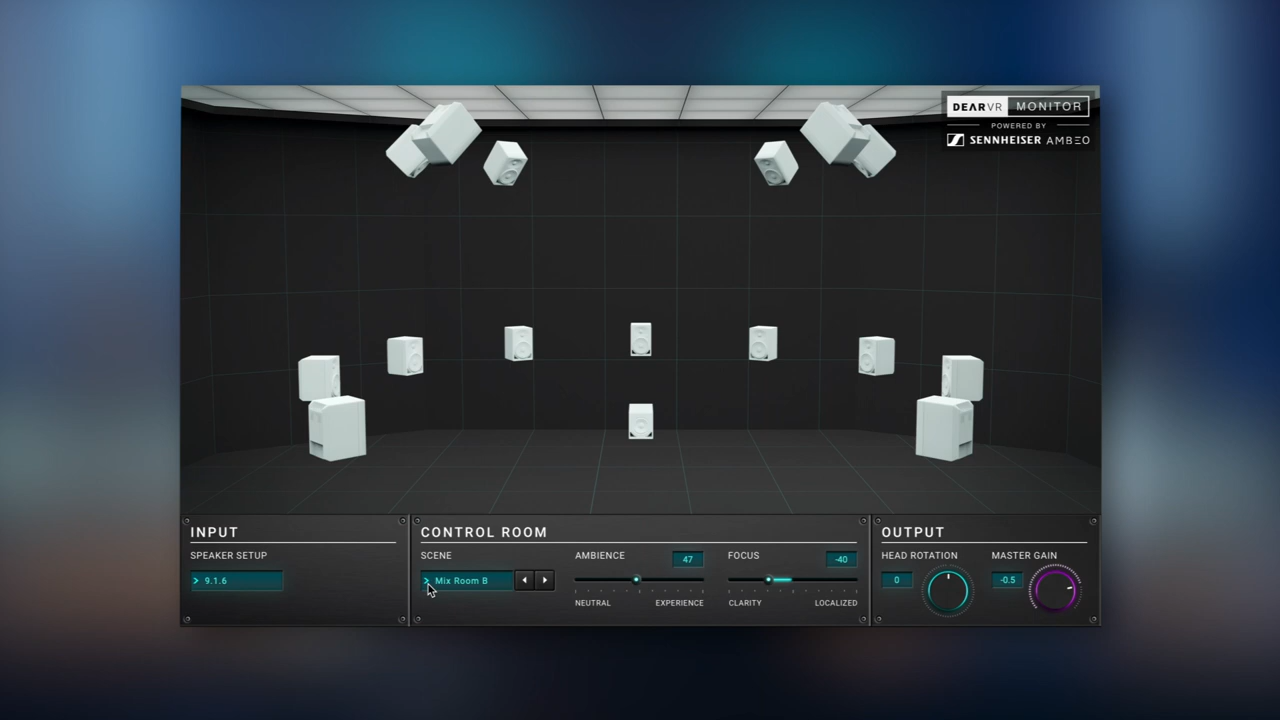 DEARVR MONITOR
POWERED BY
SENNHEISER AMBEO
INPUT
SPEAKER SETUP
> 9.1.6
CONTROL ROOM
SCENE
> Mix Room B
AMBIENCE 47
NEUTRAL EXPERIENCE
FOCUS -40
CLARITY LOCALIZED
OUTPUT
HEAD ROTATION MASTER GAIN
0 -0.5